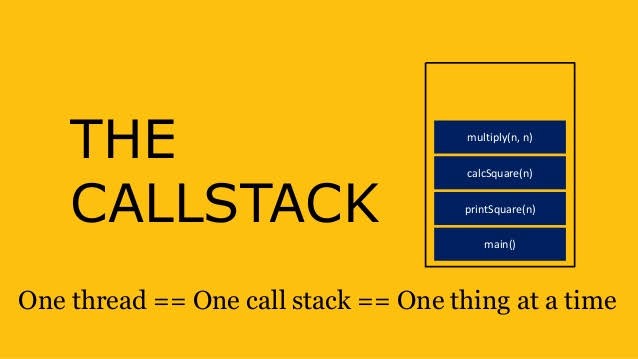 THE
CALLSTACK
multiply(n, n)
calcSquare(n)
printSquare(n)
main()
One thread == One call stack == One thing at a time